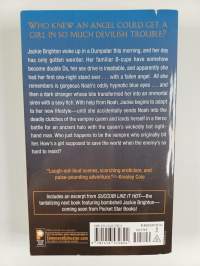 WHO KNEW AN ANGEL COULD GET A
GIRL IN SO MUCH DEVILISH TROUBLE?
Jackie Brighton woke up in a Dumpster this morning, and her day
has only gotten weirder. Her familiar B-cups have somehow
become double Ds, her sex drive is insatiable, and apparently she
had her first one-night stand ever . . . with a fallen angel. All she
remembers is gorgeous Noah's oddly hypnotic blue eyes . . . and
then a dark stranger whose bite transformed her into an immortal
siren with a sexy itch. With help from Noah, Jackie begins to adapt
to her new lifestyle—until she accidentally sends Noah into the
deadly clutches of the vampire queen and lands herself in a fierce
battle for an ancient halo with the queen's wickedly hot right-
hand man. Who just happens to be the vampire who originally bit
her. How's a girl supposed to save the world when the enemy's so
hard to resist?
"Laugh-out-loud scenes, scorching eroticism, and
pulse-pounding adventure." —Kresley Cole
Includes an excerpt from SUCCUBI LIKE IT HOT—the
tantalizing next book featuring bombshell Jackie Brighton—
coming soon from Pocket Star Books!